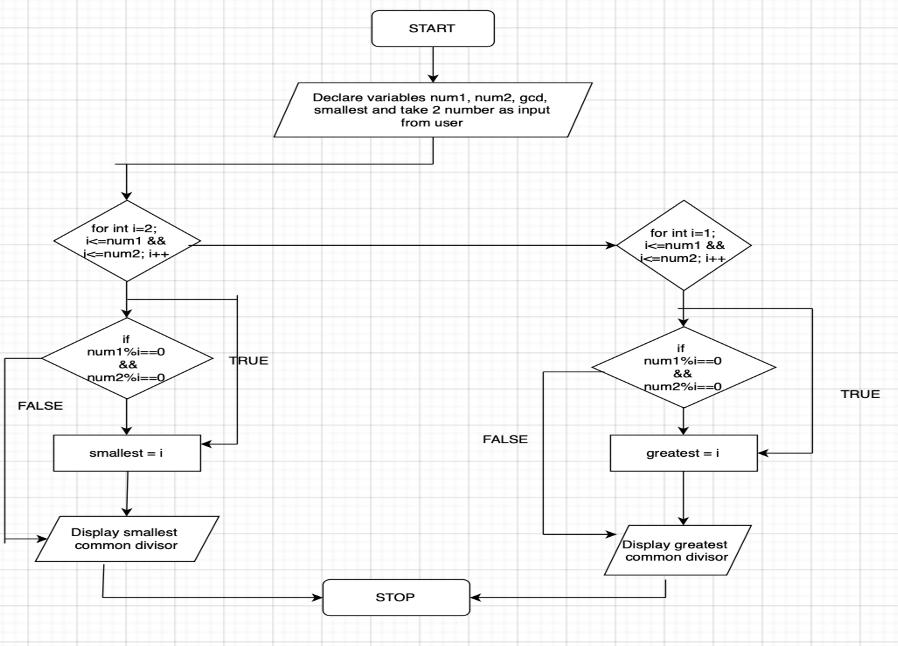 START
Declare variables num1, num2, gcd,
smallest and take 2 number as input
from user
for int i=2;
i<=num1 &&
i<=num2; i++
for int i=1;
i<=num1 &&
i<=num2; i++
if
num1%i==0
&&
num2%i==0
TRUE
FALSE
if
num1%i==0
&&
num2%i==0
TRUE
FALSE
smallest = i
greatest = i
Display smallest
common divisor
Display greatest
common divisor
STOP